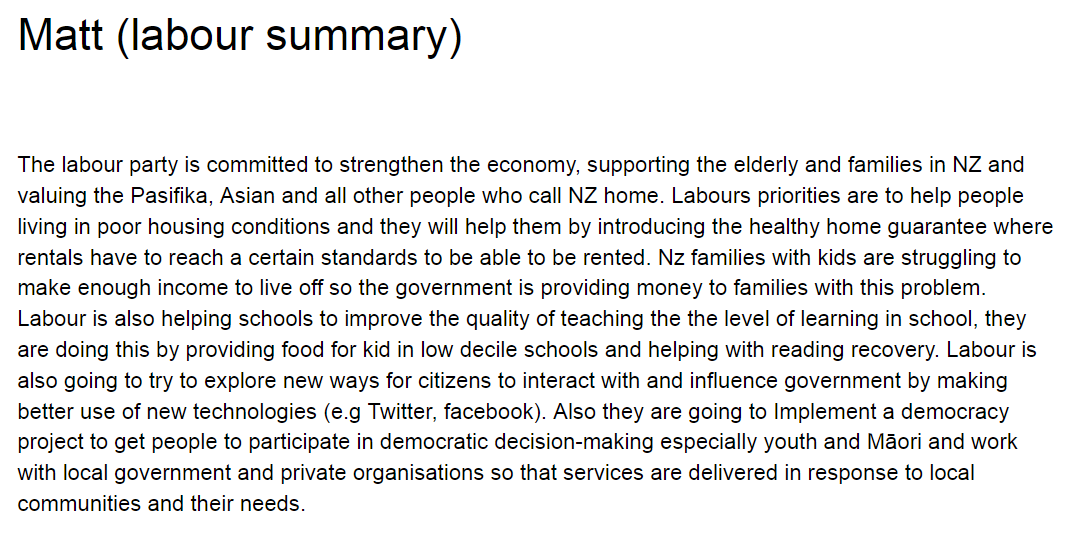 Matt (labour summary)
The labour party is committed to strengthen the economy, supporting the elderly and families in NZ and
valuing the Pasifika, Asian and all other people who call NZ home. Labours priorities are to help people
living in poor housing conditions and they will help them by introducing the healthy home guarantee where
rentals have to reach a certain standards to be able to be rented. Nz families with kids are struggling to
make enough income to live off so the government is providing money to families with this problem.
Labour is also helping schools to improve the quality of teaching the the level of learning in school, they
are doing this by providing food for kid in low decile schools and helping with reading recovery. Labour is
also going to try to explore new ways for citizens to interact with and influence government by making
better use of new technologies (e.g Twitter, facebook). Also they are going to Implement a democracy
project to get people to participate in democratic decision-making especially youth and Māori and work
with local government and private organisations so that services are delivered in response to local
communities and their needs.